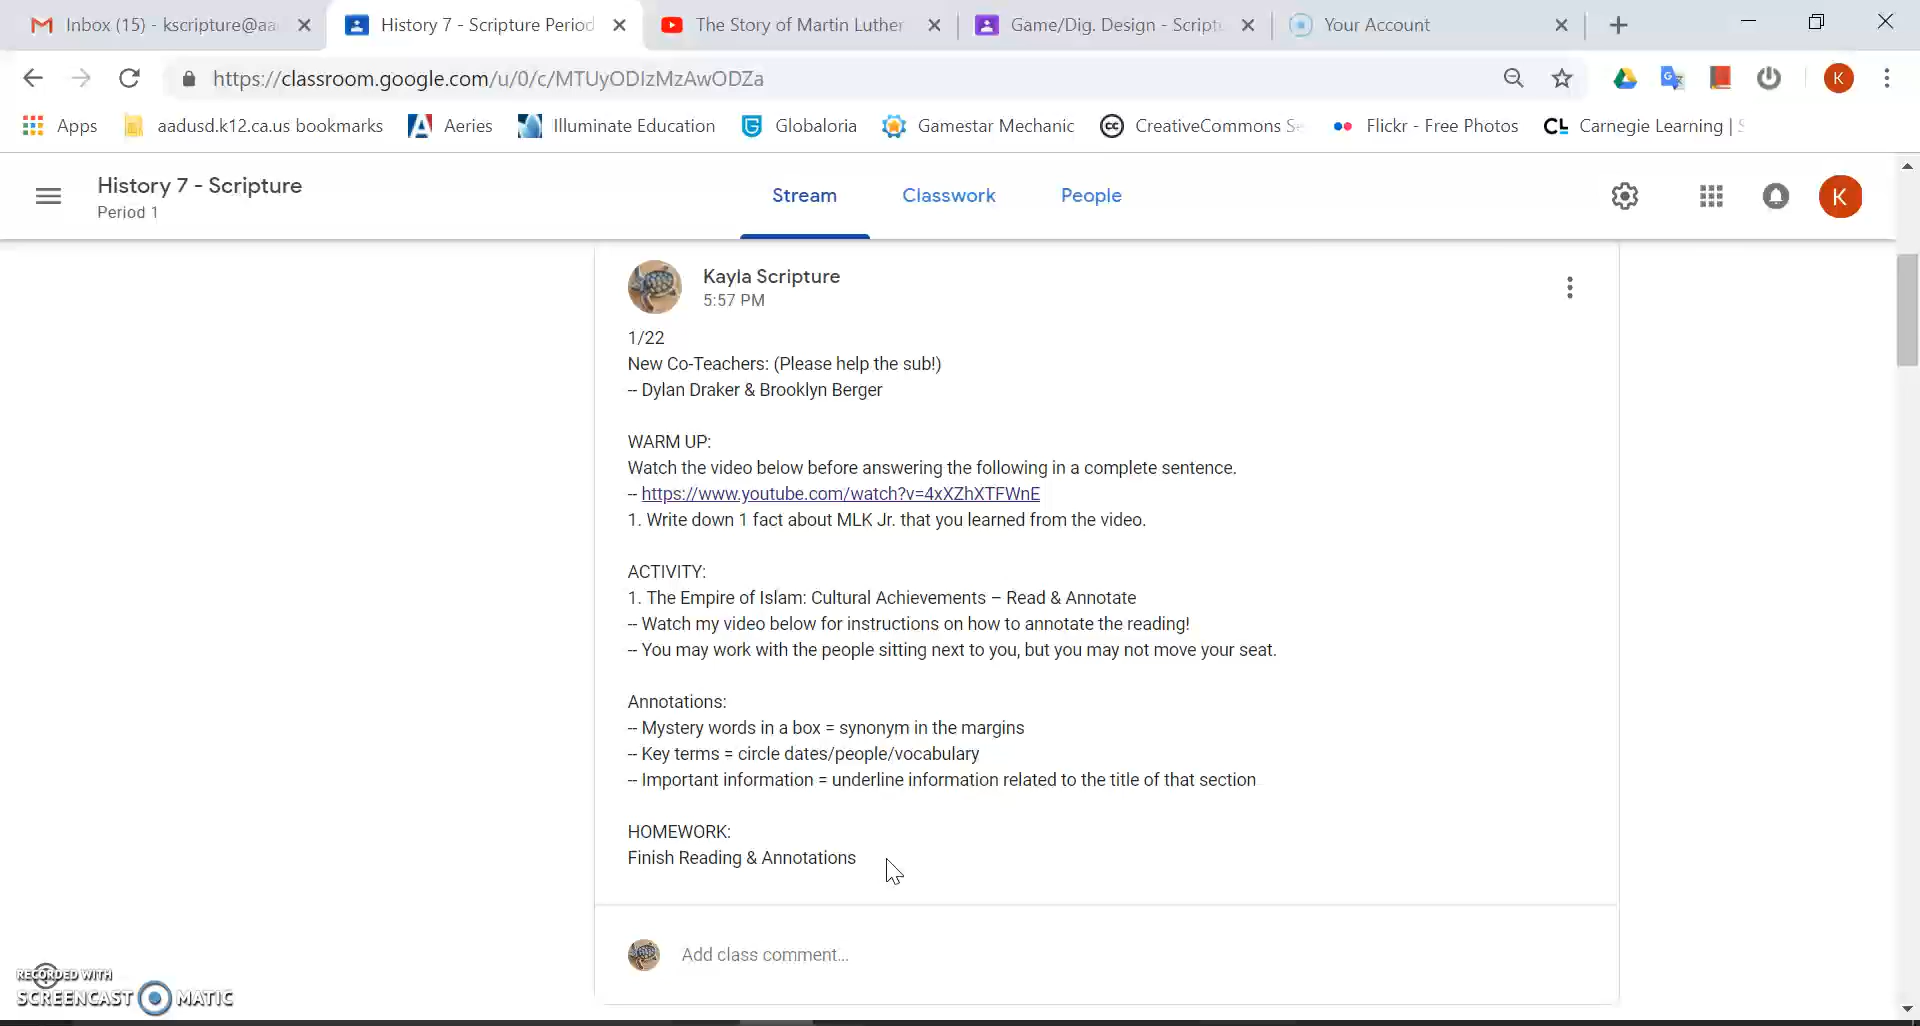 Inbox (15) - kscripture@aa
History 7 - Scripture Period
The Story of Martin Luther
Game/Dig. Design - Script
Your Account
https://classroom.google.com/u/0/c/MTUyODIzMzAwODZa
K
Apps
aadusd.k12.ca.us bookmarks
Aeries
Illuminate Education
Globaloria
Gamestar Mechanic
cc
CreativeCommons Se
Flickr - Free Photos
CL
Carnegie Learning | S
History 7 - Scripture
Period 1
Stream
Classwork
People
K
Kayla Scripture
5:57 PM
1/22
New Co-Teachers: (Please help the sub!)
-- Dylan Draker & Brooklyn Berger
WARM UP:
Watch the video below before answering the following in a complete sentence.
-- https://www.youtube.com/watch?v=4xXZhXTFWnE
1. Write down 1 fact about MLK Jr. that you learned from the video.
ACTIVITY:
1. The Empire of Islam: Cultural Achievements – Read & Annotate
-- Watch my video below for instructions on how to annotate the reading!
-- You may work with the people sitting next to you, but you may not move your seat.
Annotations:
-- Mystery words in a box = synonym in the margins
-- Key terms = circle dates/people/vocabulary
-- Important information = underline information related to the title of that section
HOMEWORK:
Finish Reading & Annotations
Add class comment...
RECORDED WITH
SCREENCAST MATIC